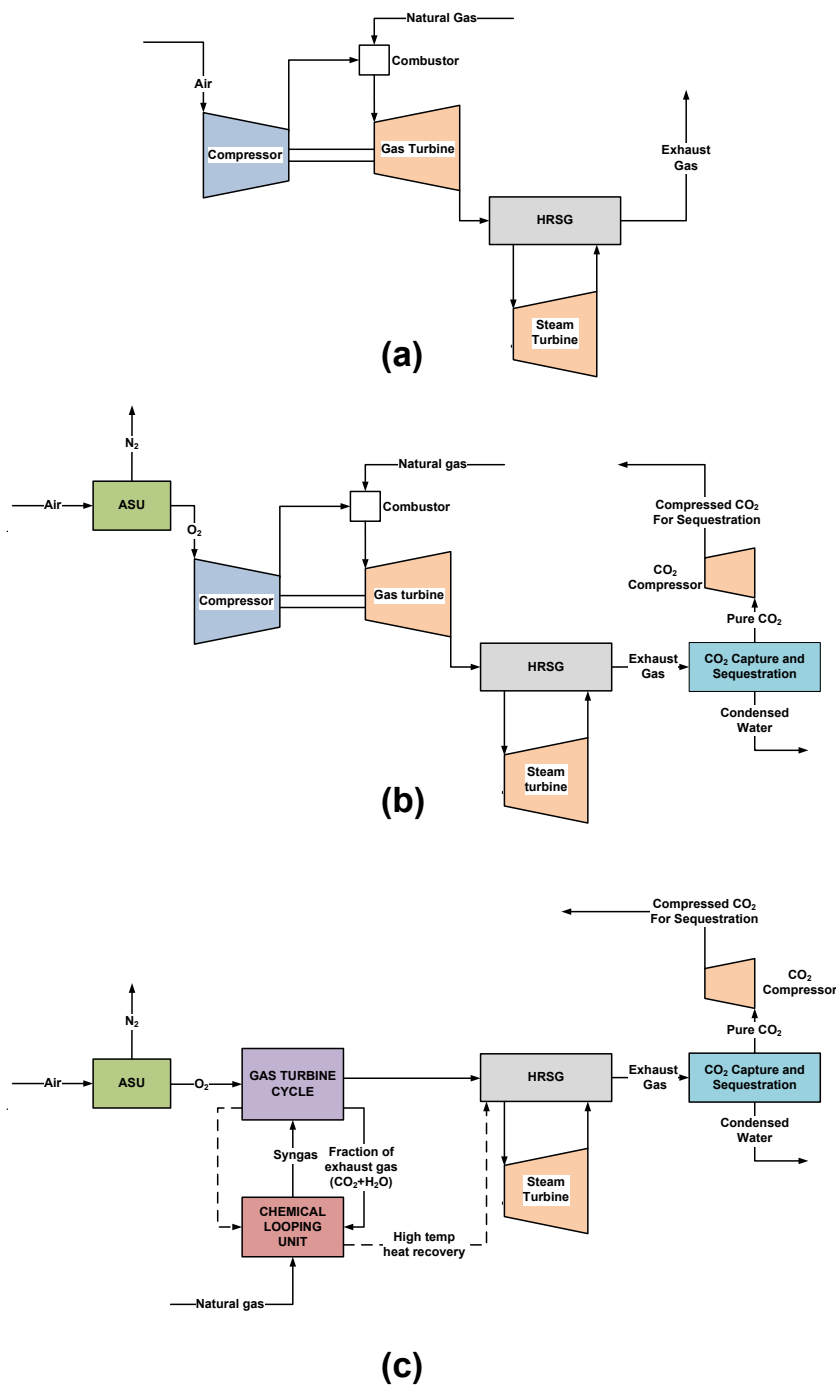 Natural Gas
Combustor
Air
Compressor
Gas Turbine
Exhaust
Gas
HRSG
Steam
Turbine
(a)
N2
Air
ASU
O2
Natural gas
Combustor
Compressor
Gas turbine
Compressed CO2
For Sequestration
CO2
Compressor
Pure CO2
HRSG
Exhaust
Gas
CO2 Capture and
Sequestration
Condensed
Water
Steam
turbine
(b)
Compressed CO2
For Sequestration
CO2
Compressor
N2
Pure CO2
Air
ASU
O2
GAS TURBINE
CYCLE
HRSG
Exhaust
Gas
CO2 Capture and
Sequestration
Syngas
Fraction of
exhaust gas
(CO2+H2O)
Condensed
Water
Steam
Turbine
CHEMICAL
LOOPING
UNIT
High temp
heat recovery
Natural gas
(c)